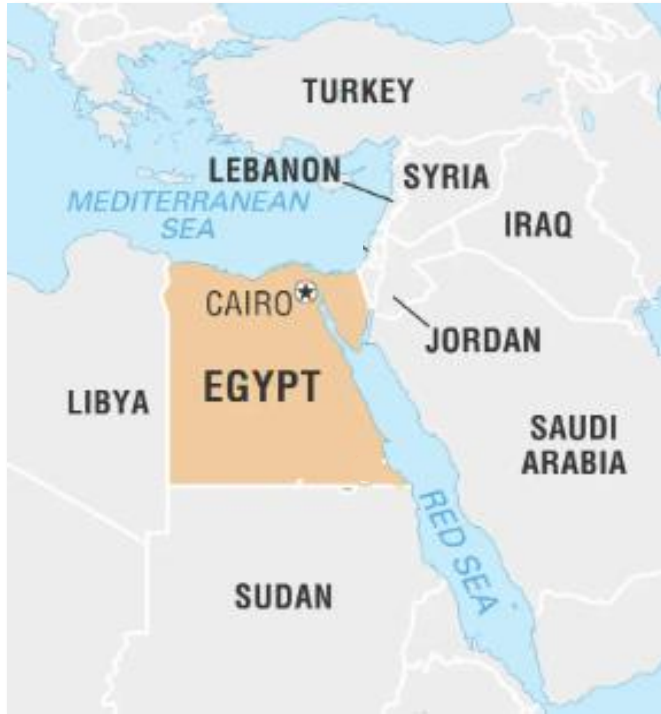 TURKEY
LEBANON
SYRIA
MEDITERRANEAN
SEA
IRAQ
CAIRO
JORDAN
EGYPT
LIBYA
SAUDI
ARABIA
RED SEA
SUDAN